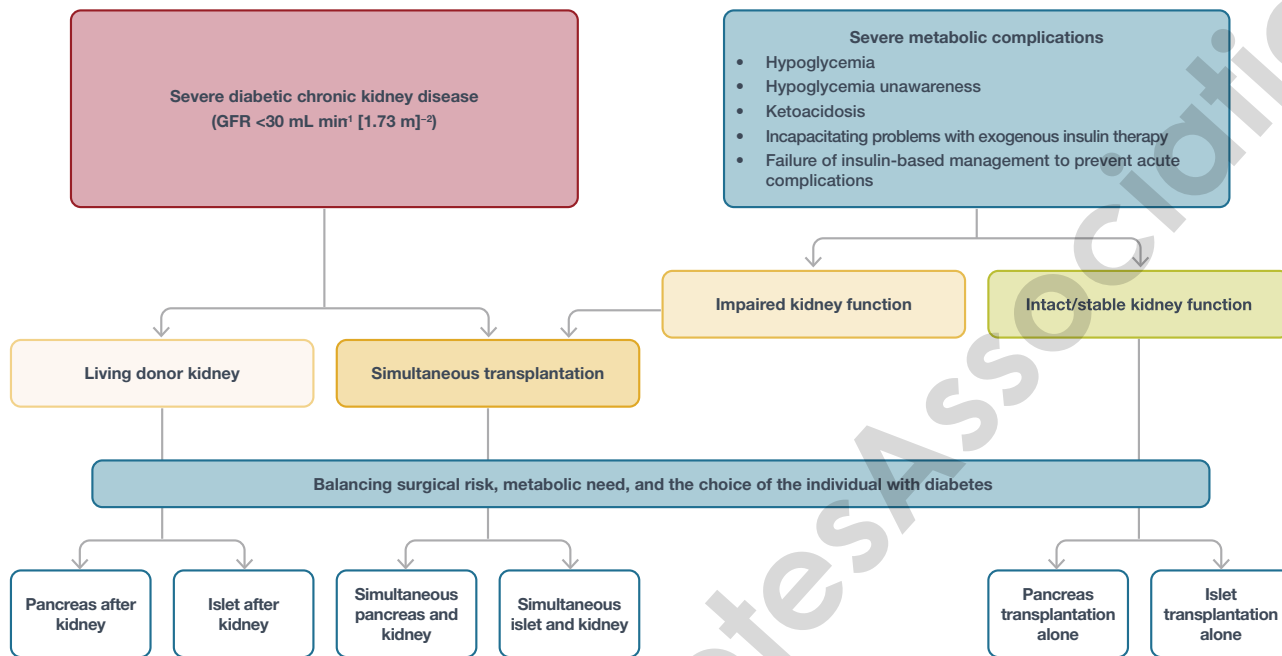 Severe diabetic chronic kidney disease
(GFR <30 mL min¹ [1.73 m]⁻²)
Severe metabolic complications
• Hypoglycemia
• Hypoglycemia unawareness
• Ketoacidosis
• Incapacitating problems with exogenous insulin therapy
• Failure of insulin-based management to prevent acute
complications
Impaired kidney function
Intact/stable kidney function
Living donor kidney
Simultaneous transplantation
Balancing surgical risk, metabolic need, and the choice of the individual with diabetes
Pancreas after
kidney
Islet after
kidney
Simultaneous
pancreas and
kidney
Simultaneous
islet and kidney
Pancreas
transplantation
alone
Islet
transplantation
alone